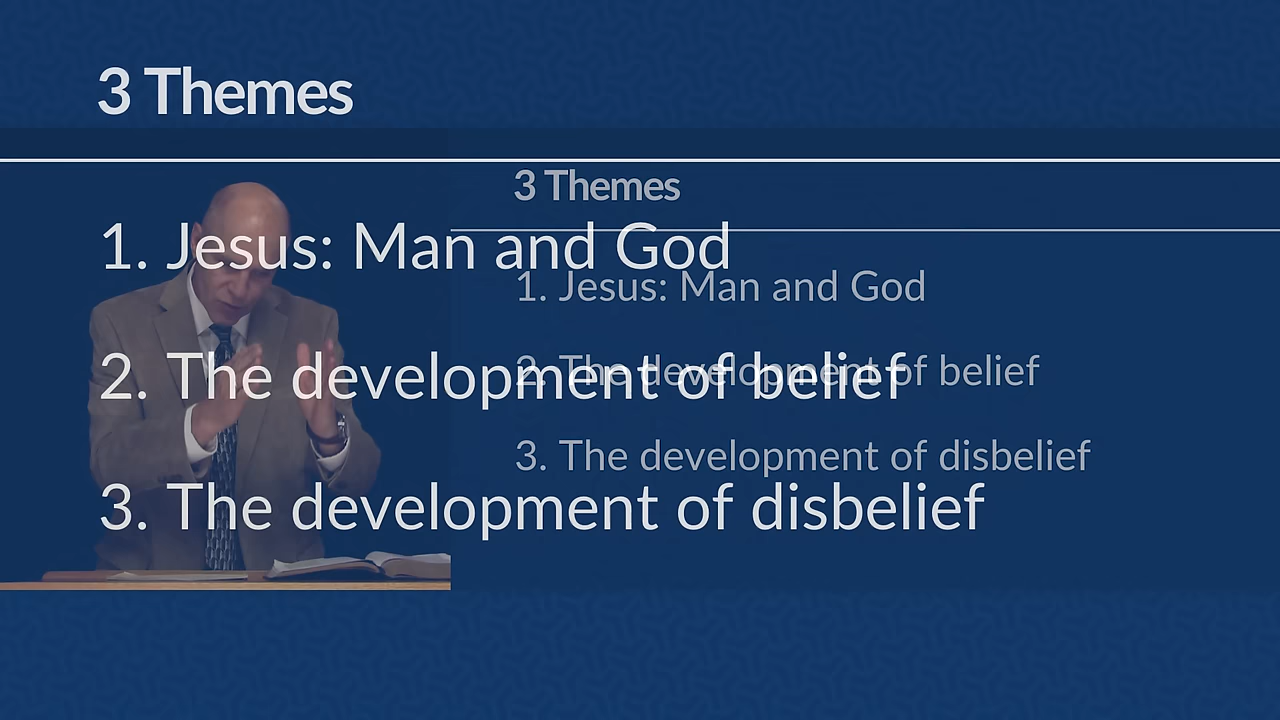 3 Themes
1. Jesus: Man and God
2. The development of belief
3. The development of disbelief
3 Themes
1. Jesus: Man and God
2. The development of belief
3. The development of disbelief